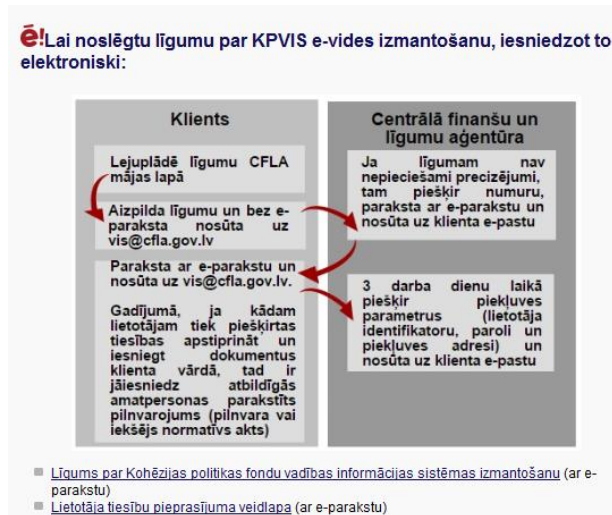 ē!Lai noslēgtu līgumu par KPVIS e-vides izmantošanu, iesniedzot to
elektroniski:
Klients
Lejuplādē līgumu CFLA
mājas lapā
Aizpilda līgumu un bez e-
paraksta nosūta uz
vis@cfla.gov.lv
Paraksta ar e-parakstu un
nosūta uz vis@cfla.gov.lv.
Gadījumā, ja kādam
lietotājam tiek piešķirtas
tiesības apstiprināt un
iesniegt dokumentus
klienta vārdā, tad ir
jāiesniedz atbildīgās
amatpersonas parakstīts
pilnvarojums (pilnvara vai
iekšējs normatīvs akts)
Centrālā finanšu un
līgumu aģentūra
Ja līgumam nav
nepieciešami precizējumi,
tam piešķir numuru,
paraksta ar e-parakstu un
nosūta uz klienta e-pastu
3 darba dienu laikā
piešķir piekļuves
parametrus (lietotāja
identifikatoru, paroli un
piekļuves adresi) un
nosūta uz klienta e-pastu
Līgums par Kohēzijas politikas fondu vadības informācijas sistēmas izmantošanu (ar e-
parakstu)
Lietotāja tiesību pieprasījuma veidlapa (ar e-parakstu)